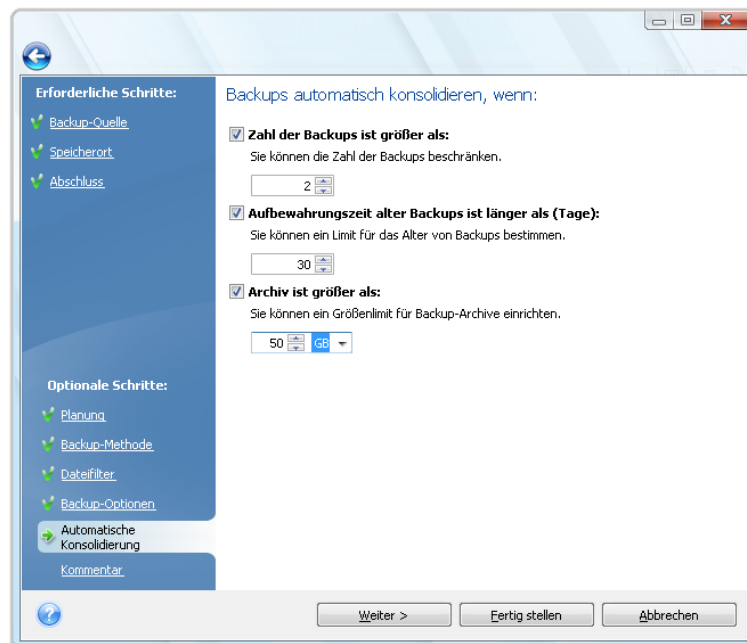 Erforderliche Schritte:
Backup-Quelle
Speicherort
Abschluss
Optionale Schritte:
Planung
Backup-Methode
Dateifilter
Backup-Optionen
Automatische
Konsolidierung
Kommentar
Backups automatisch konsolidieren, wenn:
Zahl der Backups ist größer als:
Sie können die Zahl der Backups beschränken.
2
Aufbewahrungszeit alter Backups ist länger als (Tage):
Sie können ein Limit für das Alter von Backups bestimmen.
30
Archiv ist größer als:
Sie können ein Größenlimit für Backup-Archive einrichten.
50 GB
Weiter > Fertig stellen Abbrechen